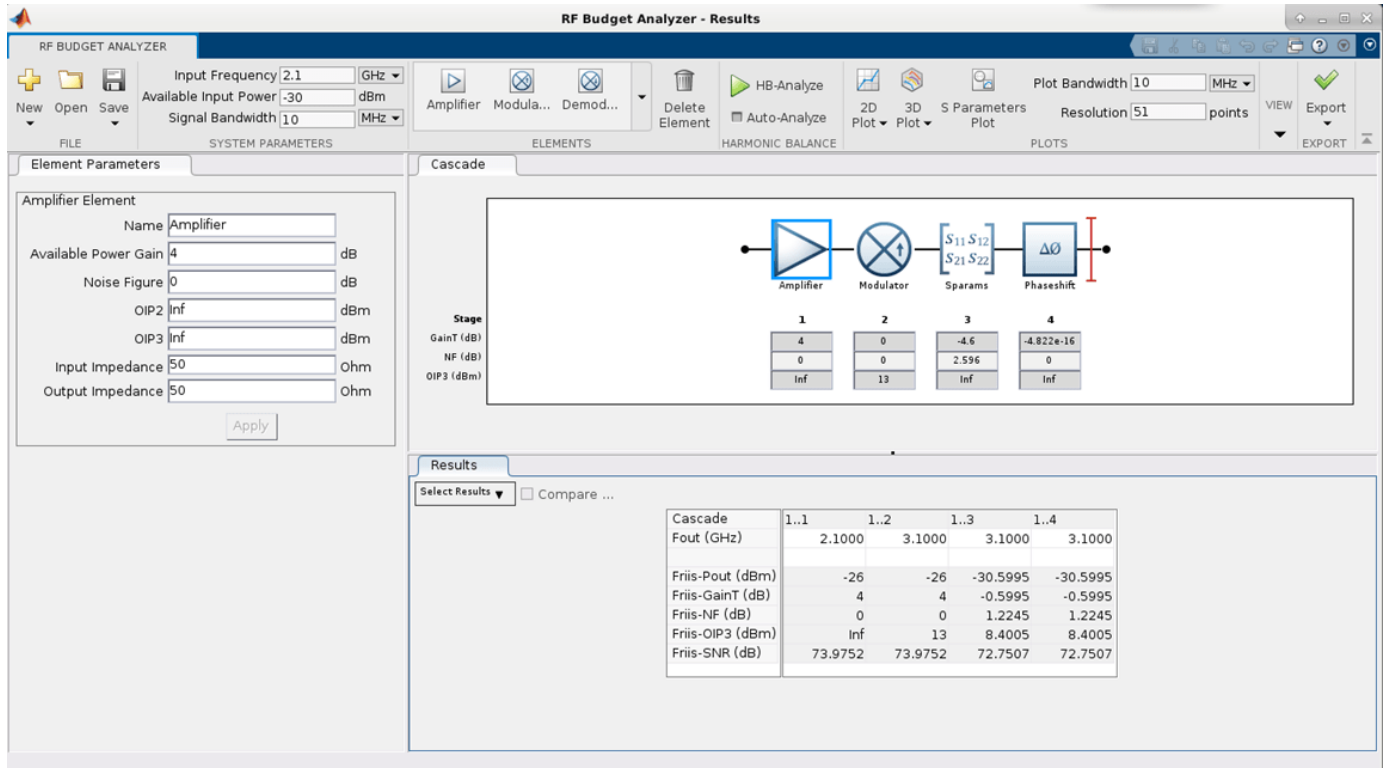 RF Budget Analyzer - Results
RF BUDGET ANALYZER
New Open Save
Input Frequency 2.1 GHz
Available Input Power -30 dBm
Signal Bandwidth 10 MHz
Amplifier Modula... Demod...
Delete Element
HB-Analyze
Auto-Analyze
2D Plot 3D Plot S Parameters Plot
Plot Bandwidth 10 MHz
Resolution 51 points
VIEW
Export
FILE SYSTEM PARAMETERS ELEMENTS HARMONIC BALANCE PLOTS EXPORT
Element Parameters
Amplifier Element
Name Amplifier
Available Power Gain 4 dB
Noise Figure 0 dB
OIP2 Inf dBm
OIP3 Inf dBm
Input Impedance 50 Ohm
Output Impedance 50 Ohm
Apply
Cascade
S11 S12
S21 S22
ΔØ
Amplifier Modulator Sparams Phaseshift
Stage 1 2 3 4
GainT (dB) 4 0 -4.6 -4.822e-16
NF (dB) 0 0 2.596 0
OIP3 (dBm) Inf 13 Inf Inf
Results
Select Results Compare ...
Cascade 1..1 1..2 1..3 1..4
Fout (GHz) 2.1000 3.1000 3.1000 3.1000
Friis-Pout (dBm) -26 -26 -30.5995 -30.5995
Friis-GainT (dB) 4 4 -0.5995 -0.5995
Friis-NF (dB) 0 0 1.2245 1.2245
Friis-OIP3 (dBm) Inf 13 8.4005 8.4005
Friis-SNR (dB) 73.9752 73.9752 72.7507 72.7507